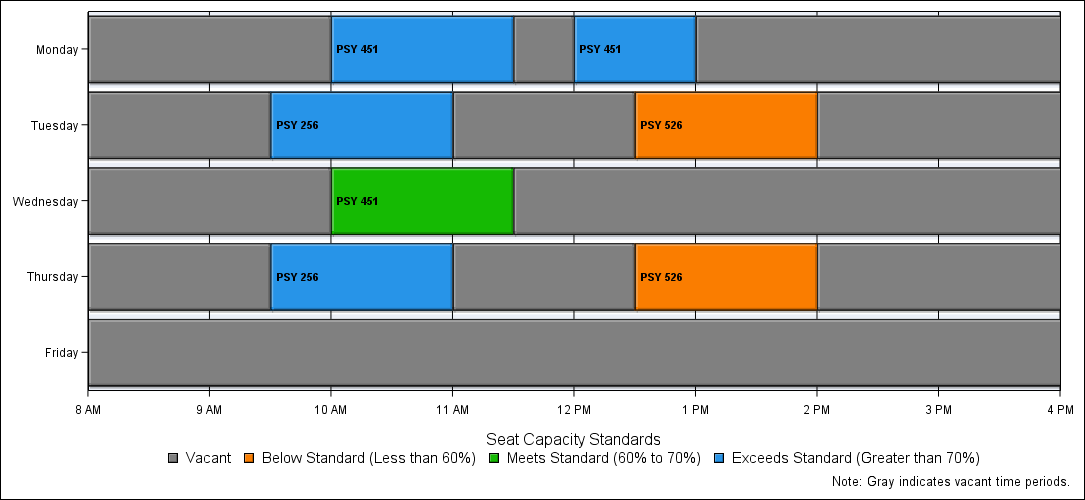 Monday
PSY 451
PSY 451
Tuesday
PSY 256
PSY 526
Wednesday
PSY 451
Thursday
PSY 256
PSY 526
Friday
8 AM 9 AM 10 AM 11 AM 12 PM 1 PM 2 PM 3 PM 4 PM
Seat Capacity Standards
Vacant Below Standard (Less than 60%) Meets Standard (60% to 70%) Exceeds Standard (Greater than 70%)
Note: Gray indicates vacant time periods.